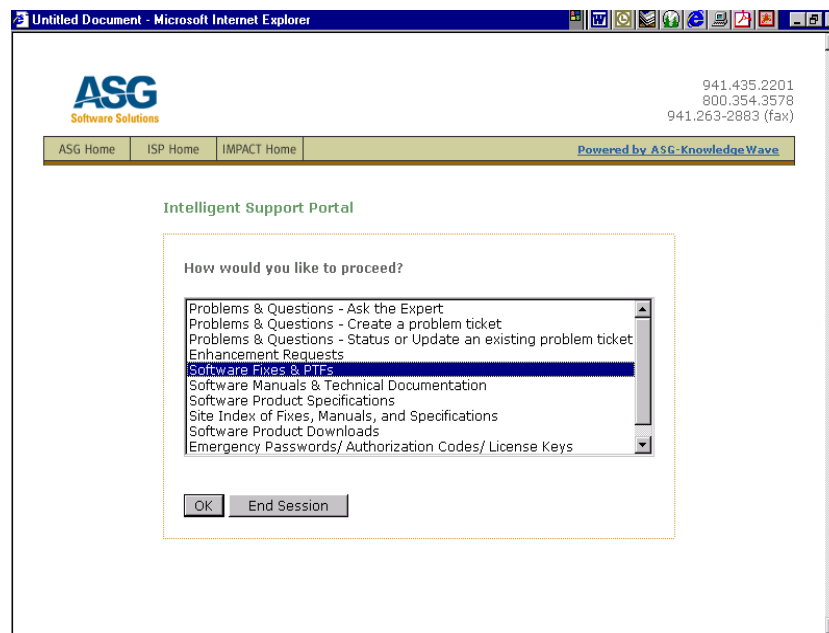 Untitled Document - Microsoft Internet Explorer
ASG
Software Solutions
941.435.2201
800.354.3578
941.263-2883 (fax)
ASG Home
ISP Home
IMPACT Home
Powered by ASG-KnowledgeWave
Intelligent Support Portal
How would you like to proceed?
Problems & Questions - Ask the Expert
Problems & Questions - Create a problem ticket
Problems & Questions - Status or Update an existing problem ticket
Enhancement Requests
Software Fixes & PTFs
Software Manuals & Technical Documentation
Software Product Specifications
Site Index of Fixes, Manuals, and Specifications
Software Product Downloads
Emergency Passwords/ Authorization Codes/ License Keys
OK
End Session